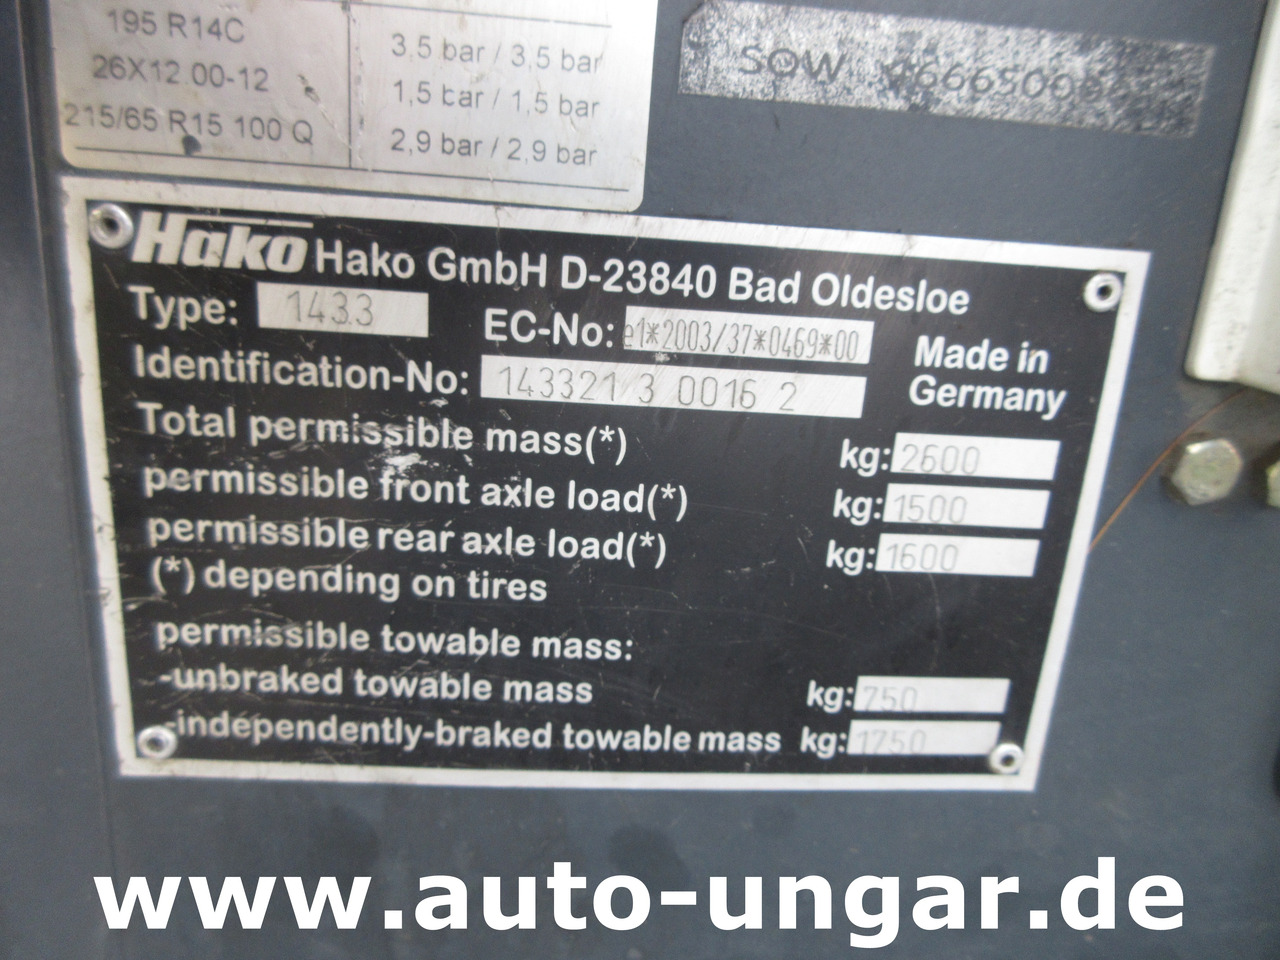 195 R14C 3,5 bar / 3,5 bar
26X12.00-12 1,5 bar / 1,5 bar
215/65 R15 100 Q 2,9 bar / 2,9 bar
SOW
Hako Hako GmbH D-23840 Bad Oldesloe
Type: 1433 EC-No: e1*2003/37*0469*00
Made in
Germany
Identification-No: 143321 3 0016 2
Total permissible mass(*) kg: 2600
permissible front axle load(*) kg: 1500
permissible rear axle load(*) kg: 1600
(*) depending on tires
permissible towable mass:
-unbraked towable mass kg: 750
-independently-braked towable mass kg: 1750
www.auto-ungar.de